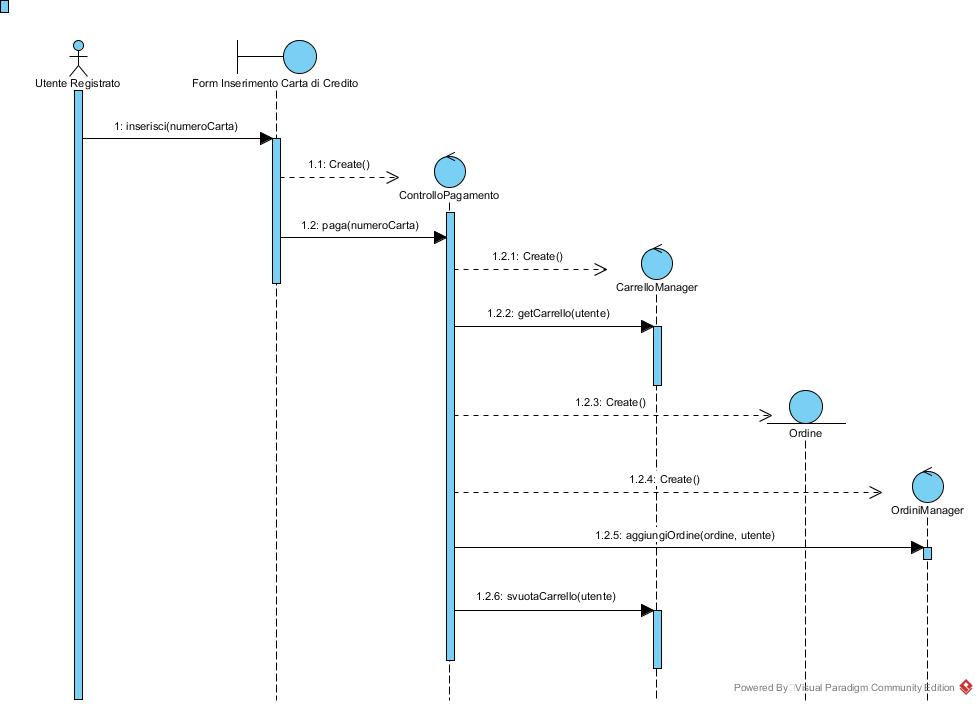 Utente Registrato
Form Inserimento Carta di Credito
1: inserisci(numeroCarta)
1.1: Create()
ControlloPagamento
1.2: paga(numeroCarta)
1.2.1: Create()
CarrelloManager
1.2.2: getCarrello(utente)
1.2.3: Create()
Ordine
1.2.4: Create()
OrdiniManager
1.2.5: aggiungiOrdine(ordine, utente)
1.2.6: svuotaCarrello(utente)
Powered By Visual Paradigm Community Edition